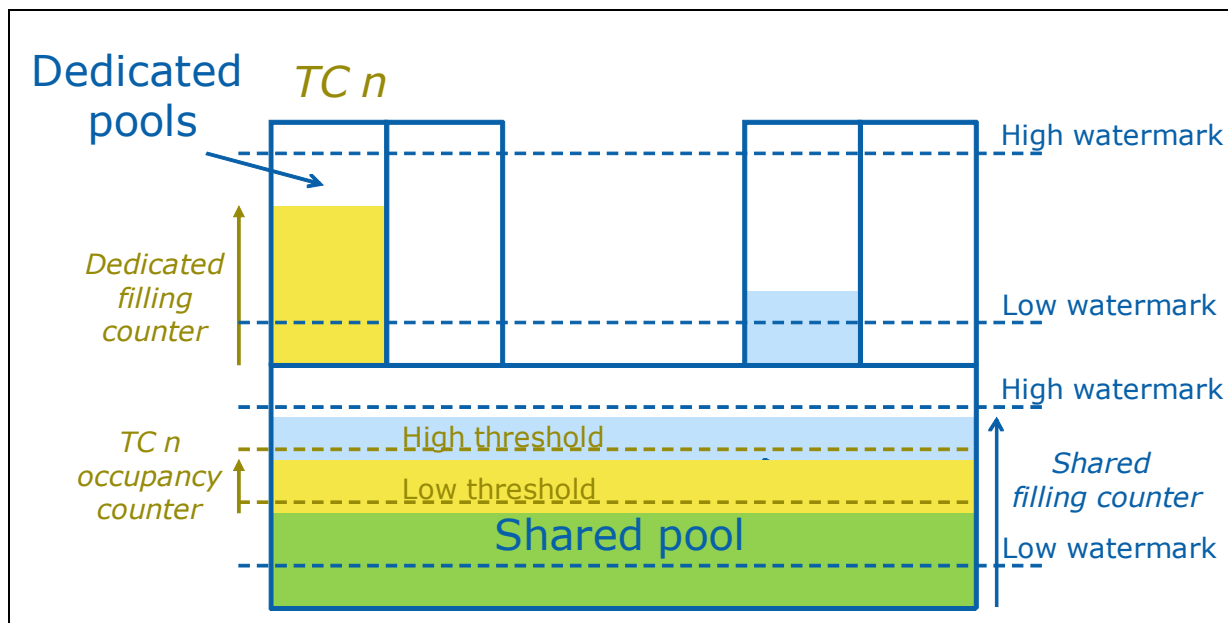 Dedicated
pools
TC n
High watermark
Dedicated
filling
counter
Low watermark
High watermark
TC n
occupancy
counter
High threshold
Low threshold
Shared
filling counter
Shared pool
Low watermark